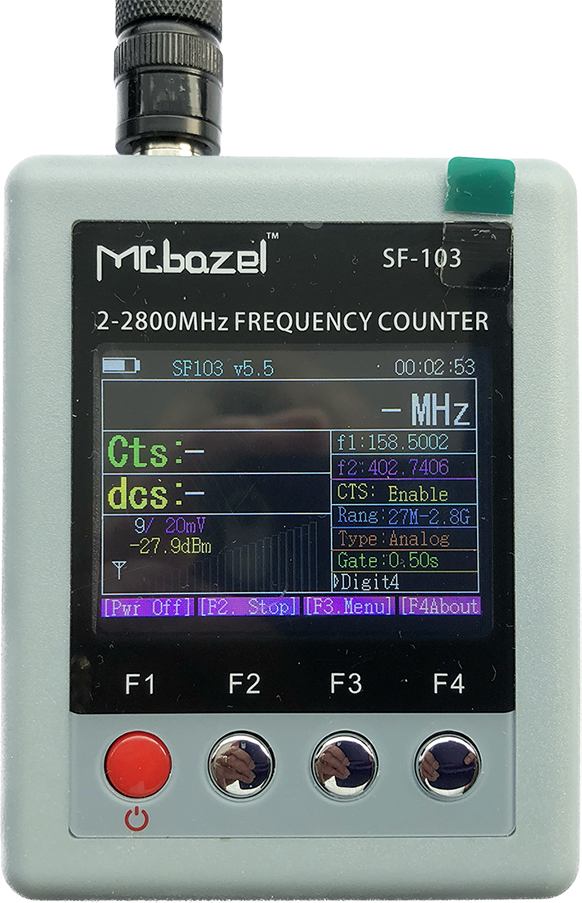 Mcbazel™ SF-103
2-2800MHz FREQUENCY COUNTER
SF103 v5.5 00:02:53
-MHz
Cts:-
dcs:-
9/ 20mV
-27.9dBm
f1:158.5002
f2:402.7406
CTS: Enable
Rang:27M-2.8G
Type:Analog
Gate:0.50s
Digit4
[Pwr Off] [F2. Stop] [F3.Menu] [F4About
F1 F2 F3 F4